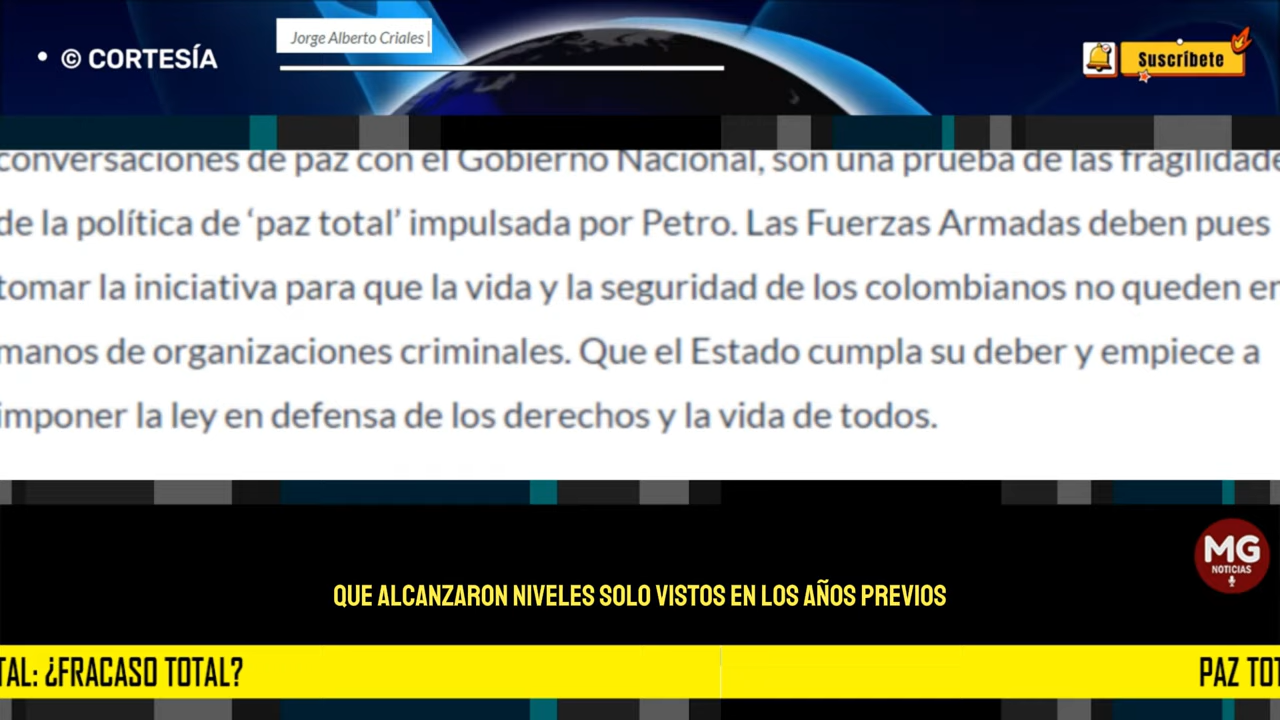 Jorge Alberto Criales |
• © CORTESÍA
Suscríbete
conversaciones de paz con el Gobierno Nacional, son una prueba de las fragilidade
de la política de ‘paz total’ impulsada por Petro. Las Fuerzas Armadas deben pues
tomar la iniciativa para que la vida y la seguridad de los colombianos no queden en
manos de organizaciones criminales. Que el Estado cumpla su deber y empiece a
imponer la ley en defensa de los derechos y la vida de todos.
MG
NOTICIAS
QUE ALCANZARON NIVELES SOLO VISTOS EN LOS AÑOS PREVIOS
TAL: ¿FRACASO TOTAL? PAZ TOT